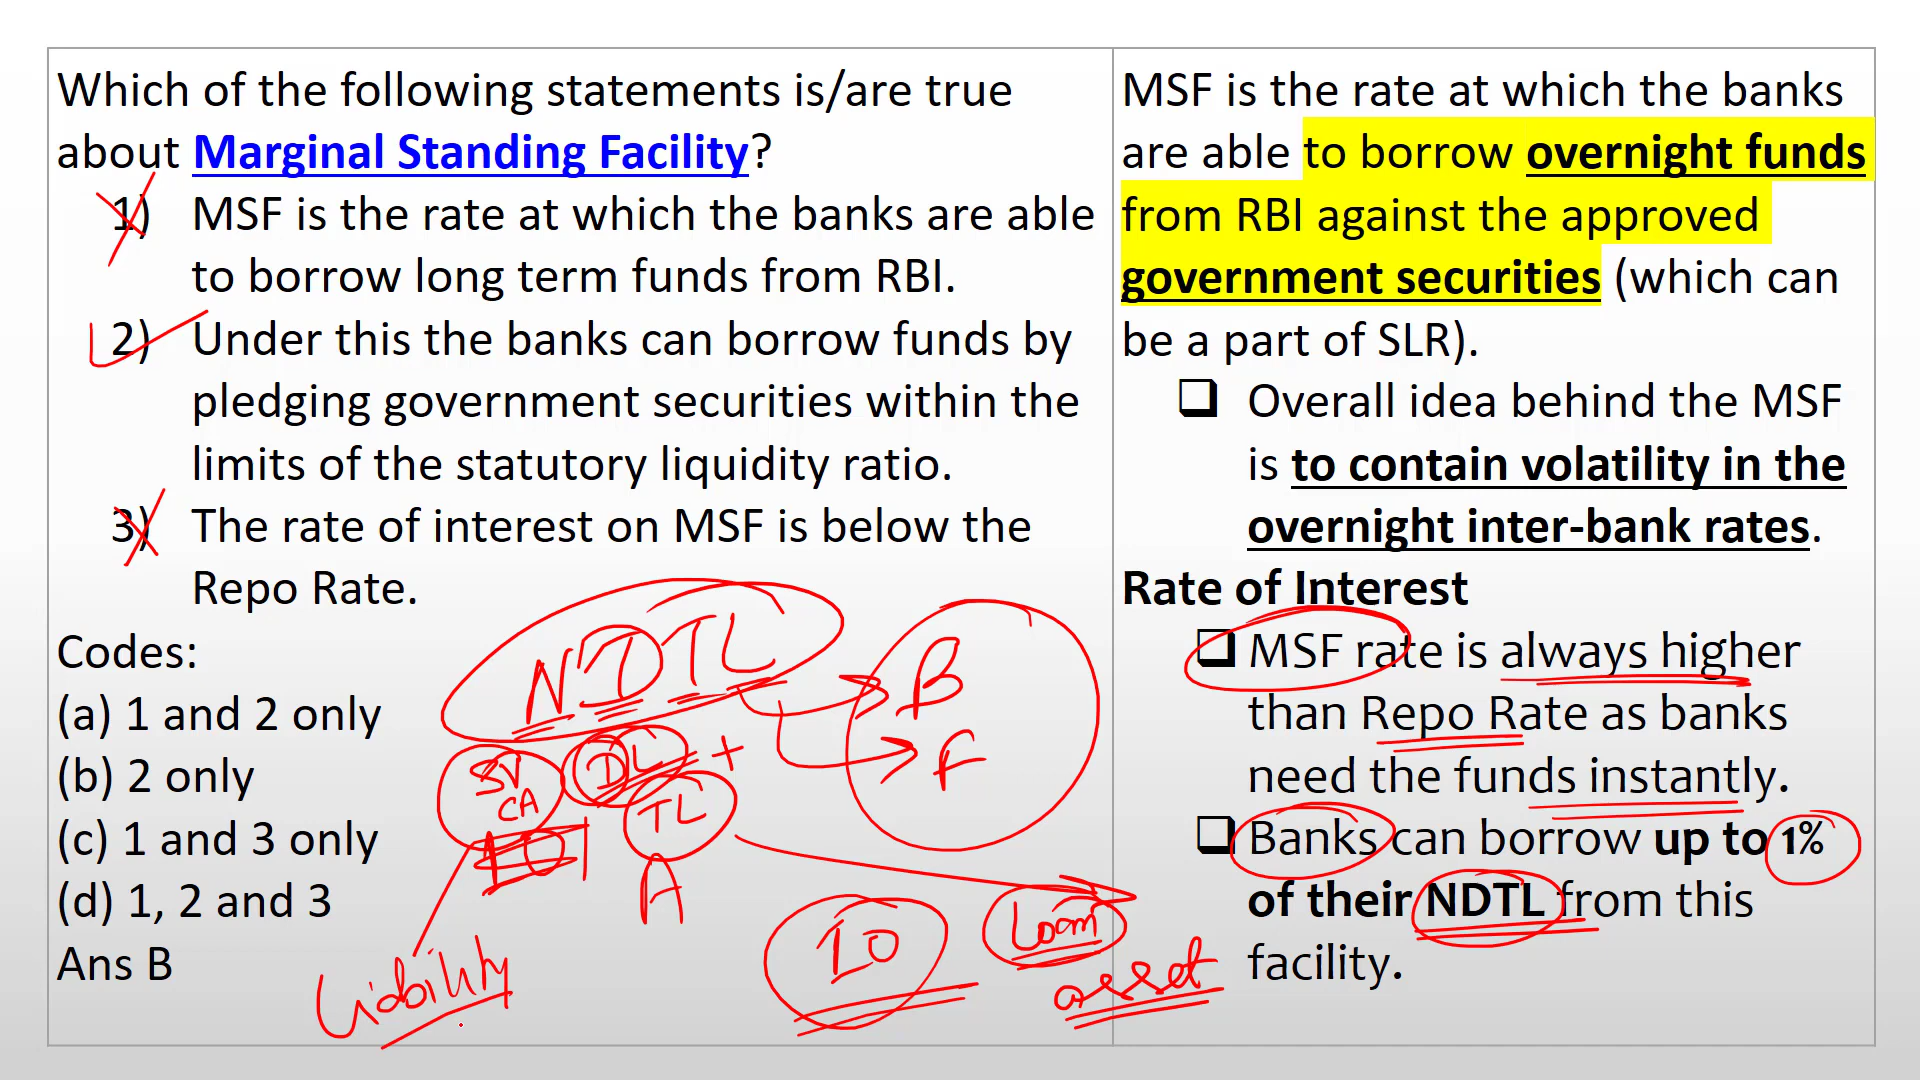 Which of the following statements is/are true
about Marginal Standing Facility?
1) MSF is the rate at which the banks are able
to borrow long term funds from RBI.
2) Under this the banks can borrow funds by
pledging government securities within the
limits of the statutory liquidity ratio.
3) The rate of interest on MSF is below the
Repo Rate.
Codes:
(a) 1 and 2 only
(b) 2 only
(c) 1 and 3 only
(d) 1, 2 and 3
Ans B
NDTL
B
F
DL +
CA
TL
A
Liability
10
Loan
asset
MSF is the rate at which the banks
are able to borrow overnight funds
from RBI against the approved
government securities (which can
be a part of SLR).
❑ Overall idea behind the MSF
is to contain volatility in the
overnight inter-bank rates.
Rate of Interest
❑ MSF rate is always higher
than Repo Rate as banks
need the funds instantly.
❑ Banks can borrow up to 1%
of their NDTL from this
facility.